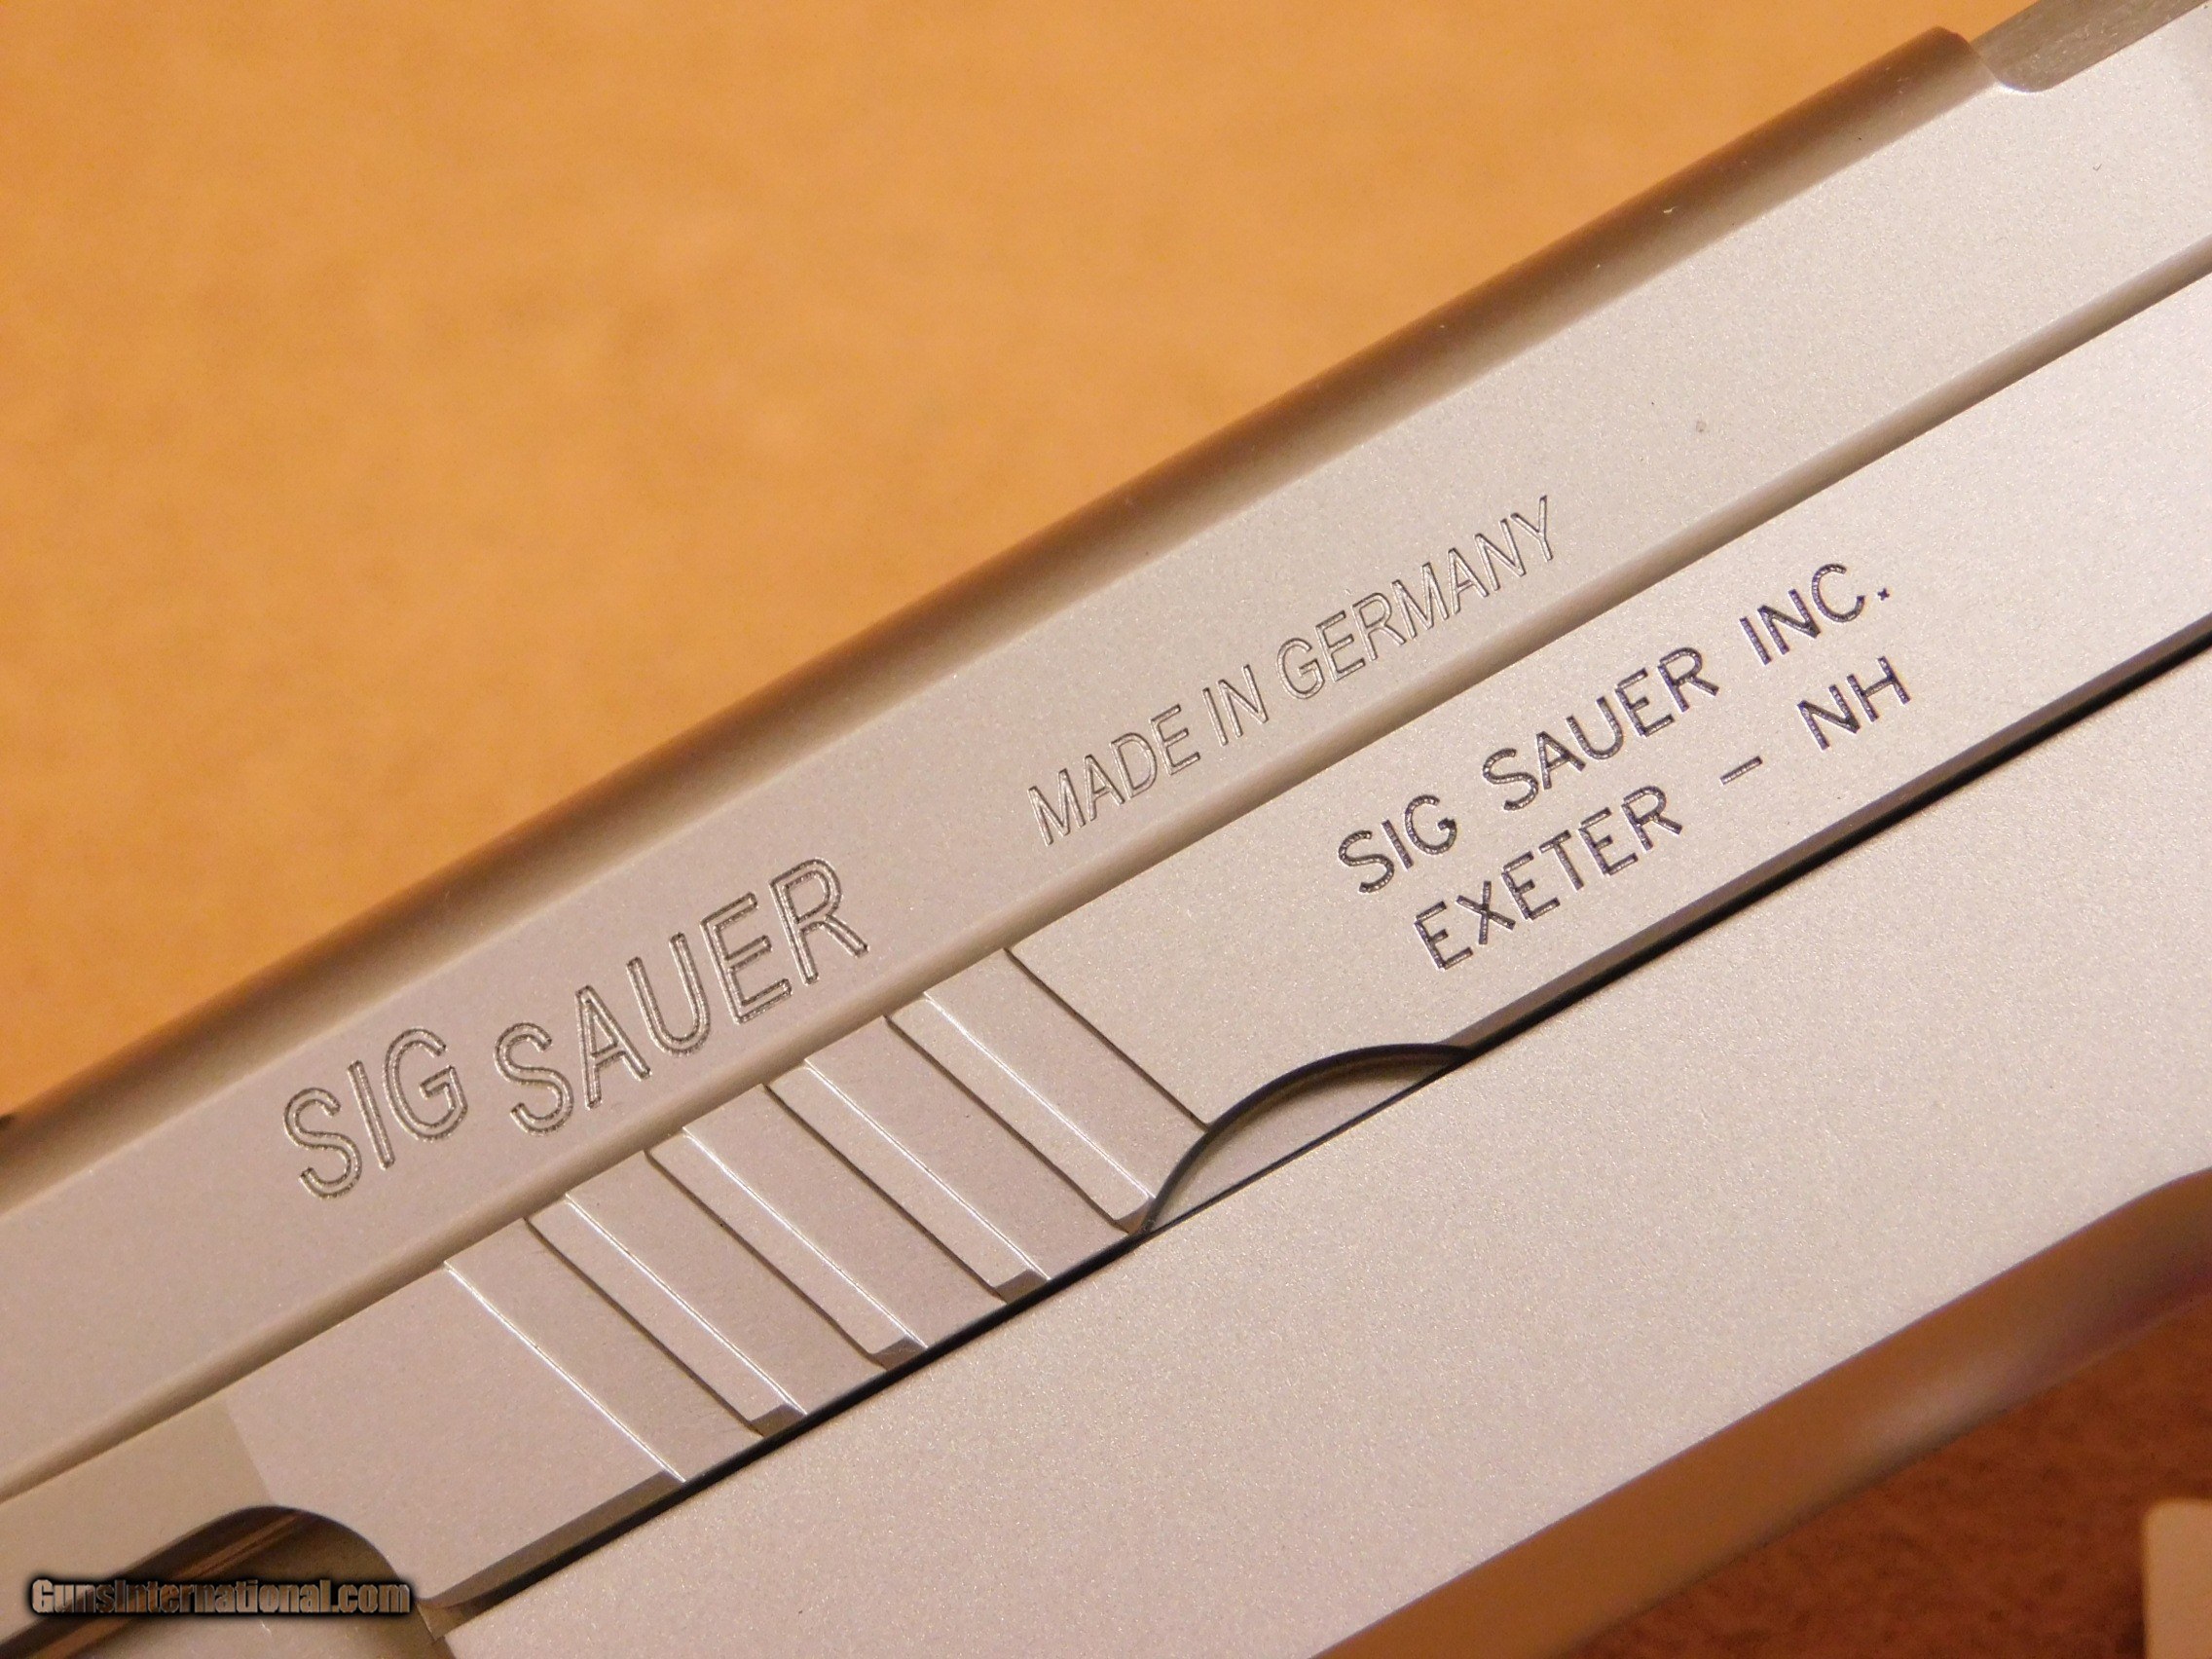 SIG SAUER
MADE IN GERMANY
SIG SAUER INC.
EXETER - NH
GunsInternational.com